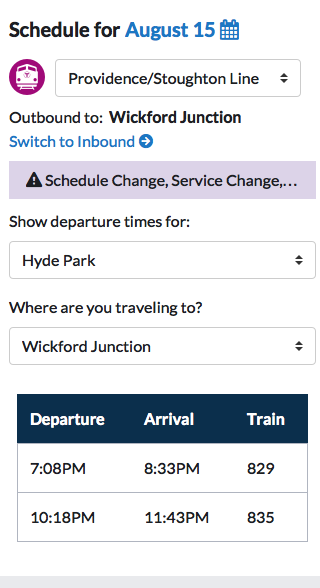 Schedule for August 15
Providence/Stoughton Line
Outbound to: Wickford Junction
Switch to Inbound
Schedule Change, Service Change,...
Show departure times for:
Hyde Park
Where are you traveling to?
Wickford Junction
Departure Arrival Train
7:08PM 8:33PM 829
10:18PM 11:43PM 835